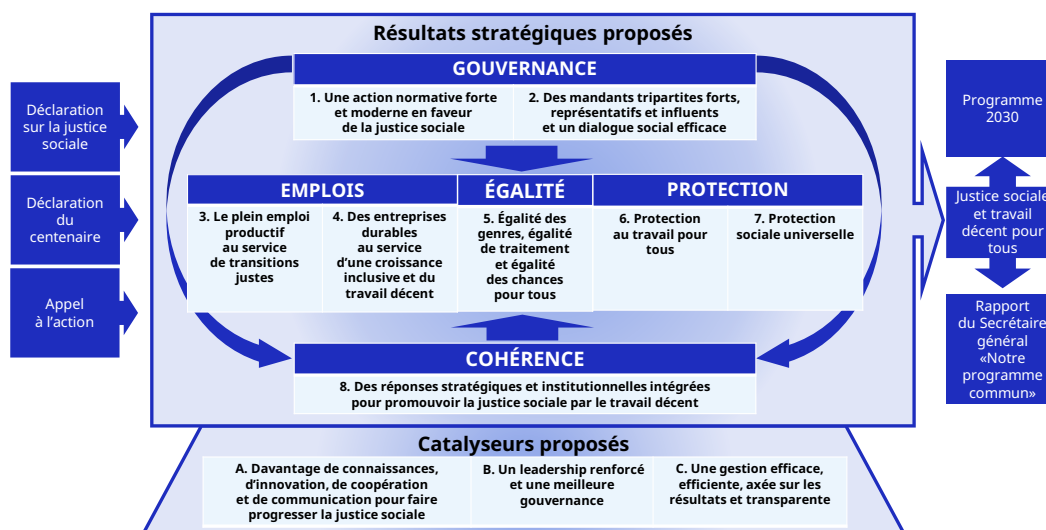 Résultats stratégiques proposés
Déclaration
sur la justice
sociale
Déclaration
du
centenaire
Appel
à l’action
GOUVERNANCE
1. Une action normative forte
et moderne en faveur
de la justice sociale
2. Des mandants tripartites forts,
représentatifs et influents
et un dialogue social efficace
EMPLOIS
3. Le plein emploi
productif
au service
de transitions
justes
4. Des entreprises
durables
au service
d’une croissance
inclusive et du
travail décent
ÉGALITÉ
5. Égalité des
genres, égalité
de traitement
et égalité
des chances
pour tous
PROTECTION
6. Protection
au travail pour
tous
7. Protection
sociale universelle
COHÉRENCE
8. Des réponses stratégiques et institutionnelles intégrées
pour promouvoir la justice sociale par le travail décent
Programme
2030
Justice sociale
et travail
décent pour
tous
Rapport
du Secrétaire
général
«Notre
programme
commun»
Catalyseurs proposés
A. Davantage de connaissances,
d’innovation, de coopération
et de communication pour faire
progresser la justice sociale
B. Un leadership renforcé
et une meilleure
gouvernance
C. Une gestion efficace,
efficiente, axée sur les
résultats et transparente